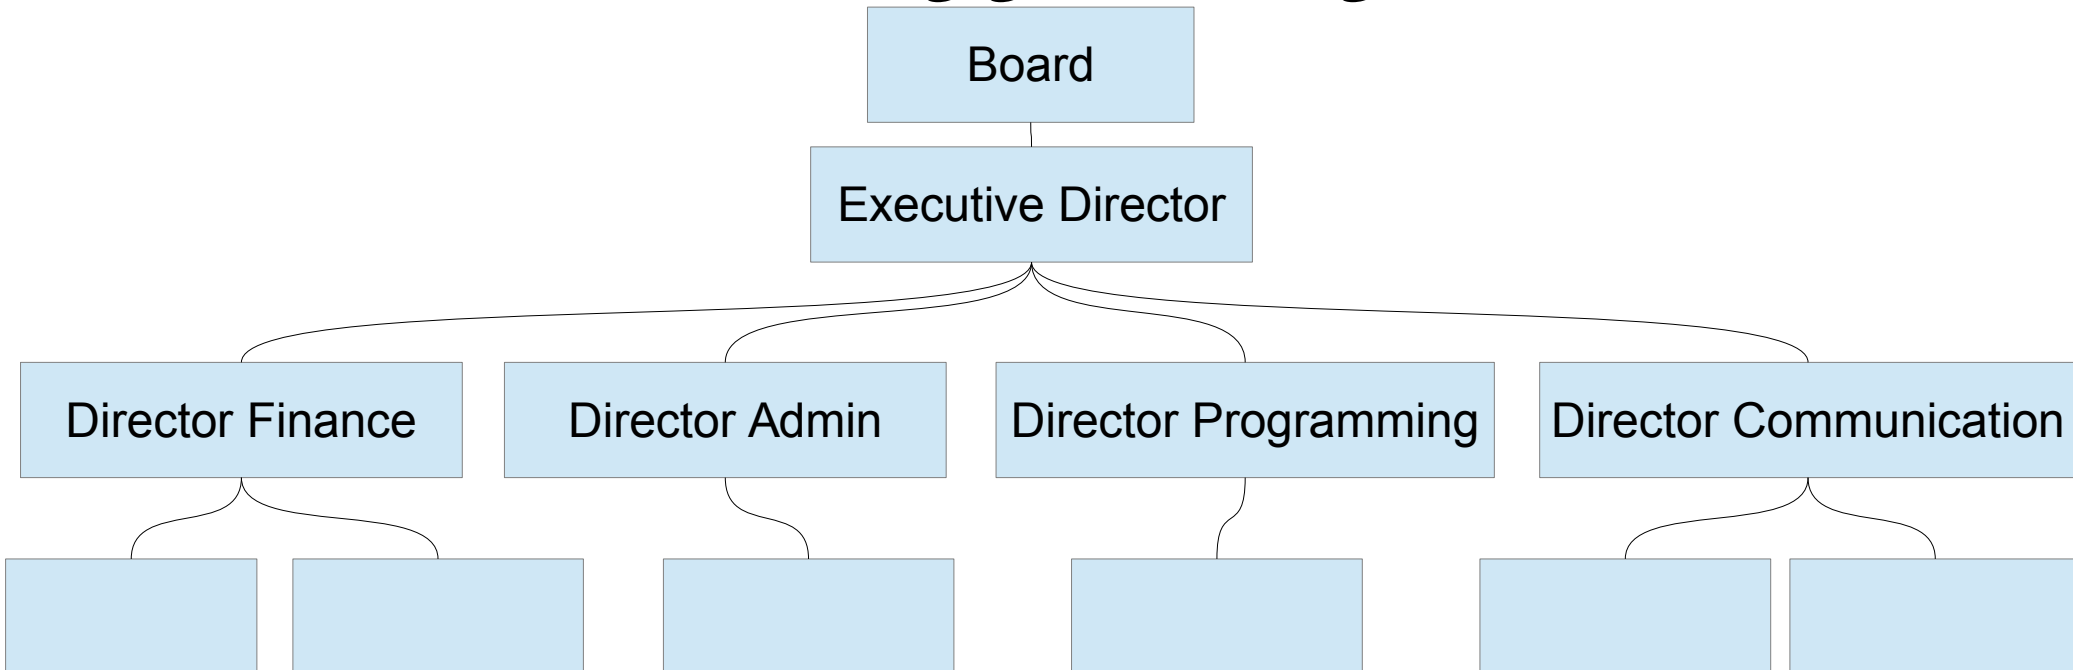 Board
Executive Director
Director Finance
Director Admin
Director Programming
Director Communication